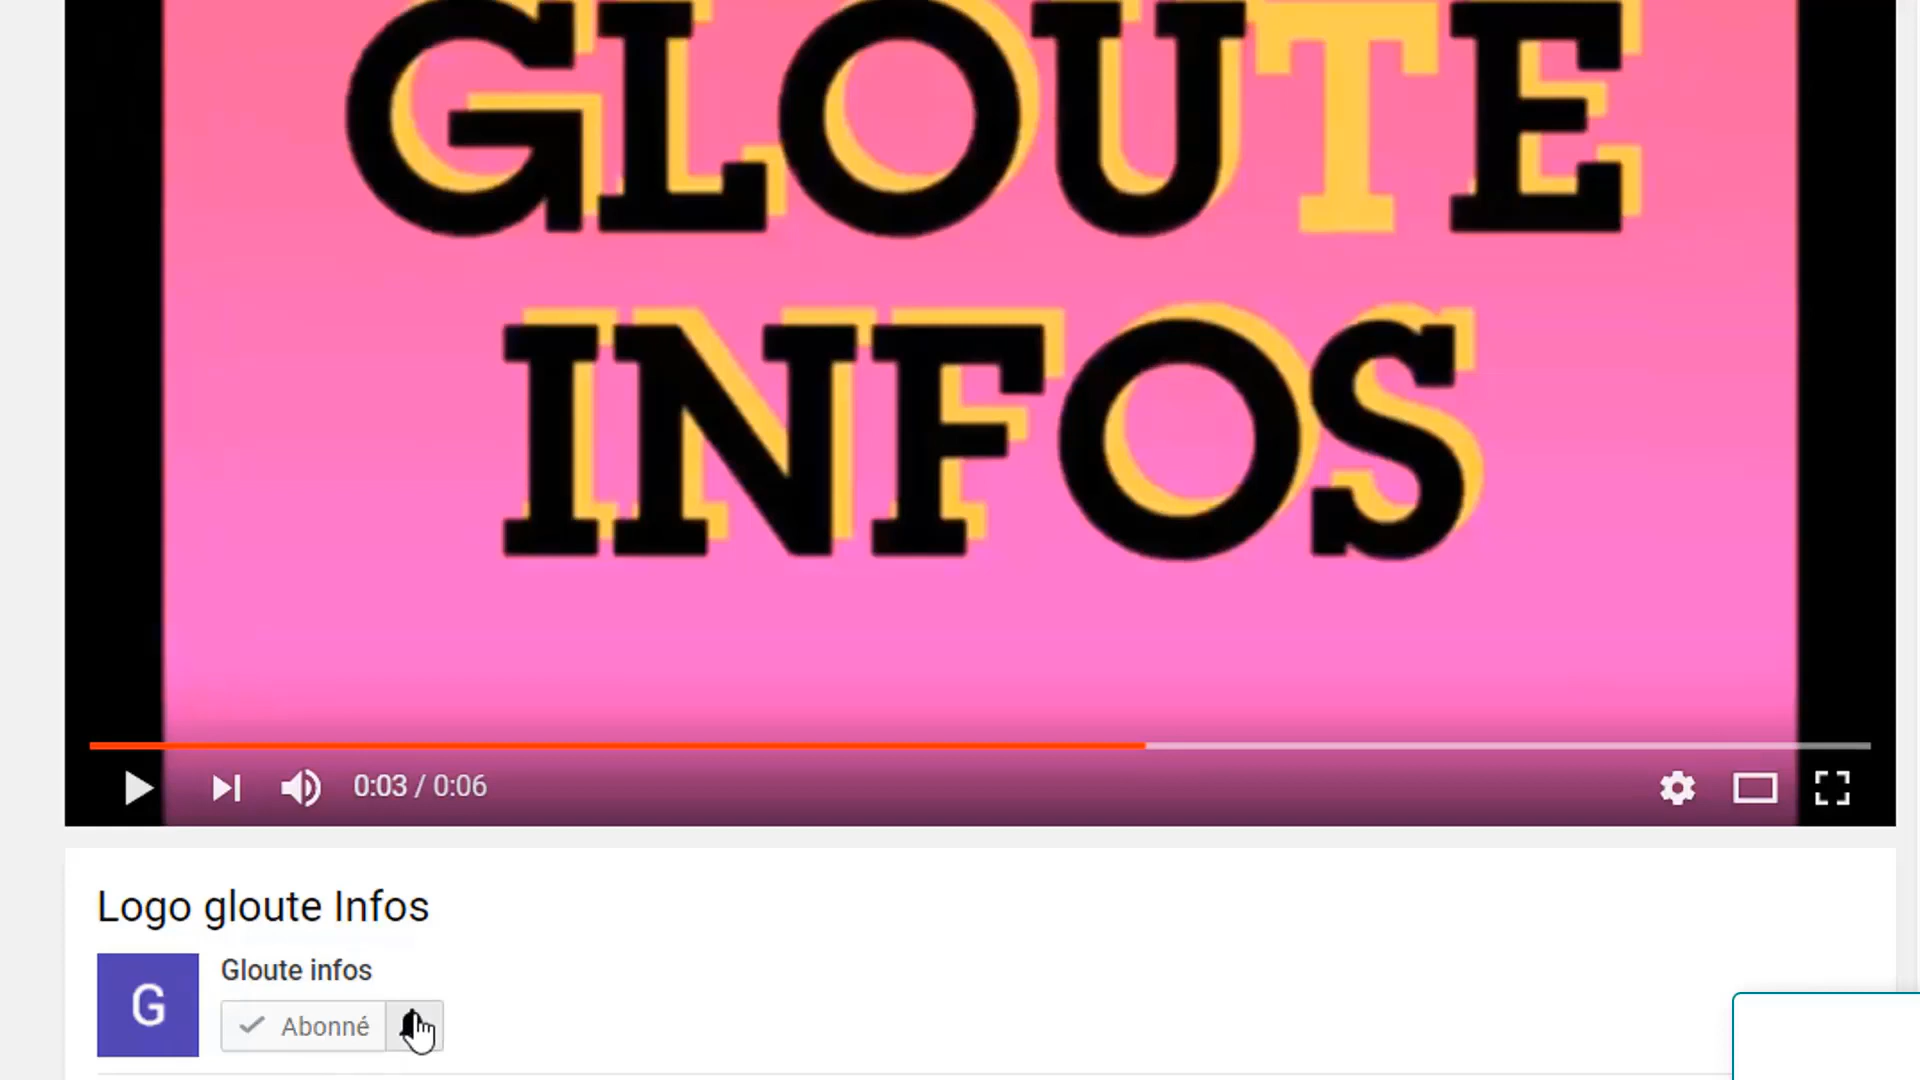 GLOUTE
INFOS
0:03 / 0:06
Logo gloute Infos
G
Gloute infos
Abonné